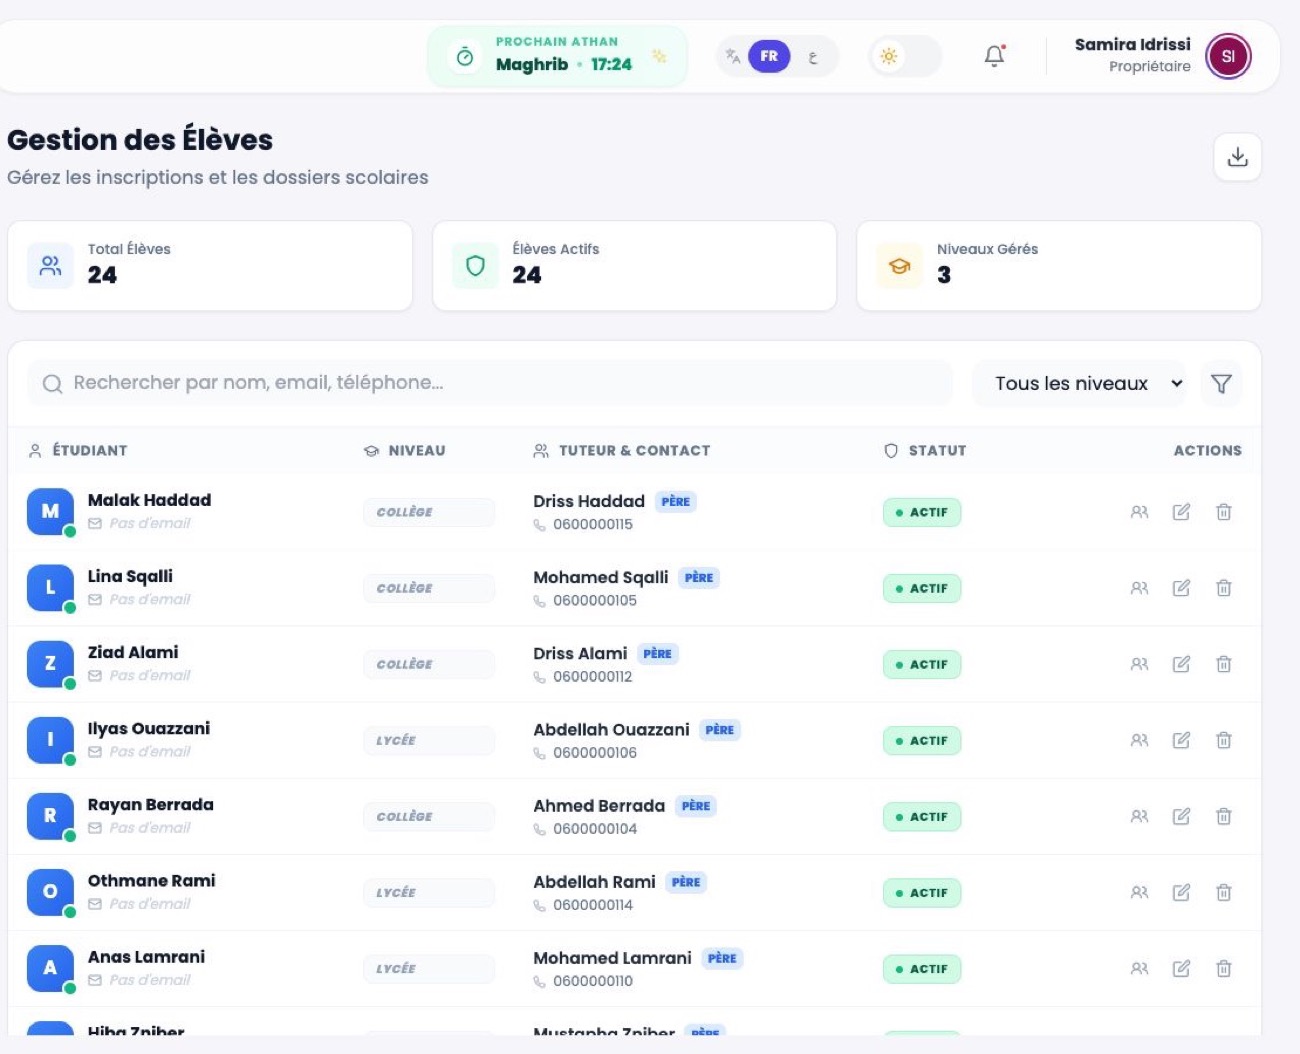 PROCHAIN ATHAN
Maghrib • 17:24
FR
ع
Samira Idrissi
Propriétaire
SI
Gestion des Élèves
Gérez les inscriptions et les dossiers scolaires
Total Élèves
24
Élèves Actifs
24
Niveaux Gérés
3
Rechercher par nom, email, téléphone...
Tous les niveaux
ÉTUDIANT NIVEAU TUTEUR & CONTACT STATUT ACTIONS
M Malak Haddad COLLÈGE Driss Haddad PÈRE ACTIF
Pas d'email 0600000115
L Lina Sqalli COLLÈGE Mohamed Sqalli PÈRE ACTIF
Pas d'email 0600000105
Z Ziad Alami COLLÈGE Driss Alami PÈRE ACTIF
Pas d'email 0600000112
I Ilyas Ouazzani LYCÉE Abdellah Ouazzani PÈRE ACTIF
Pas d'email 0600000106
R Rayan Berrada COLLÈGE Ahmed Berrada PÈRE ACTIF
Pas d'email 0600000104
O Othmane Rami LYCÉE Abdellah Rami PÈRE ACTIF
Pas d'email 0600000114
A Anas Lamrani LYCÉE Mohamed Lamrani PÈRE ACTIF
Pas d'email 0600000110
Hiba Zniber Mustapha Zniber PÈRE